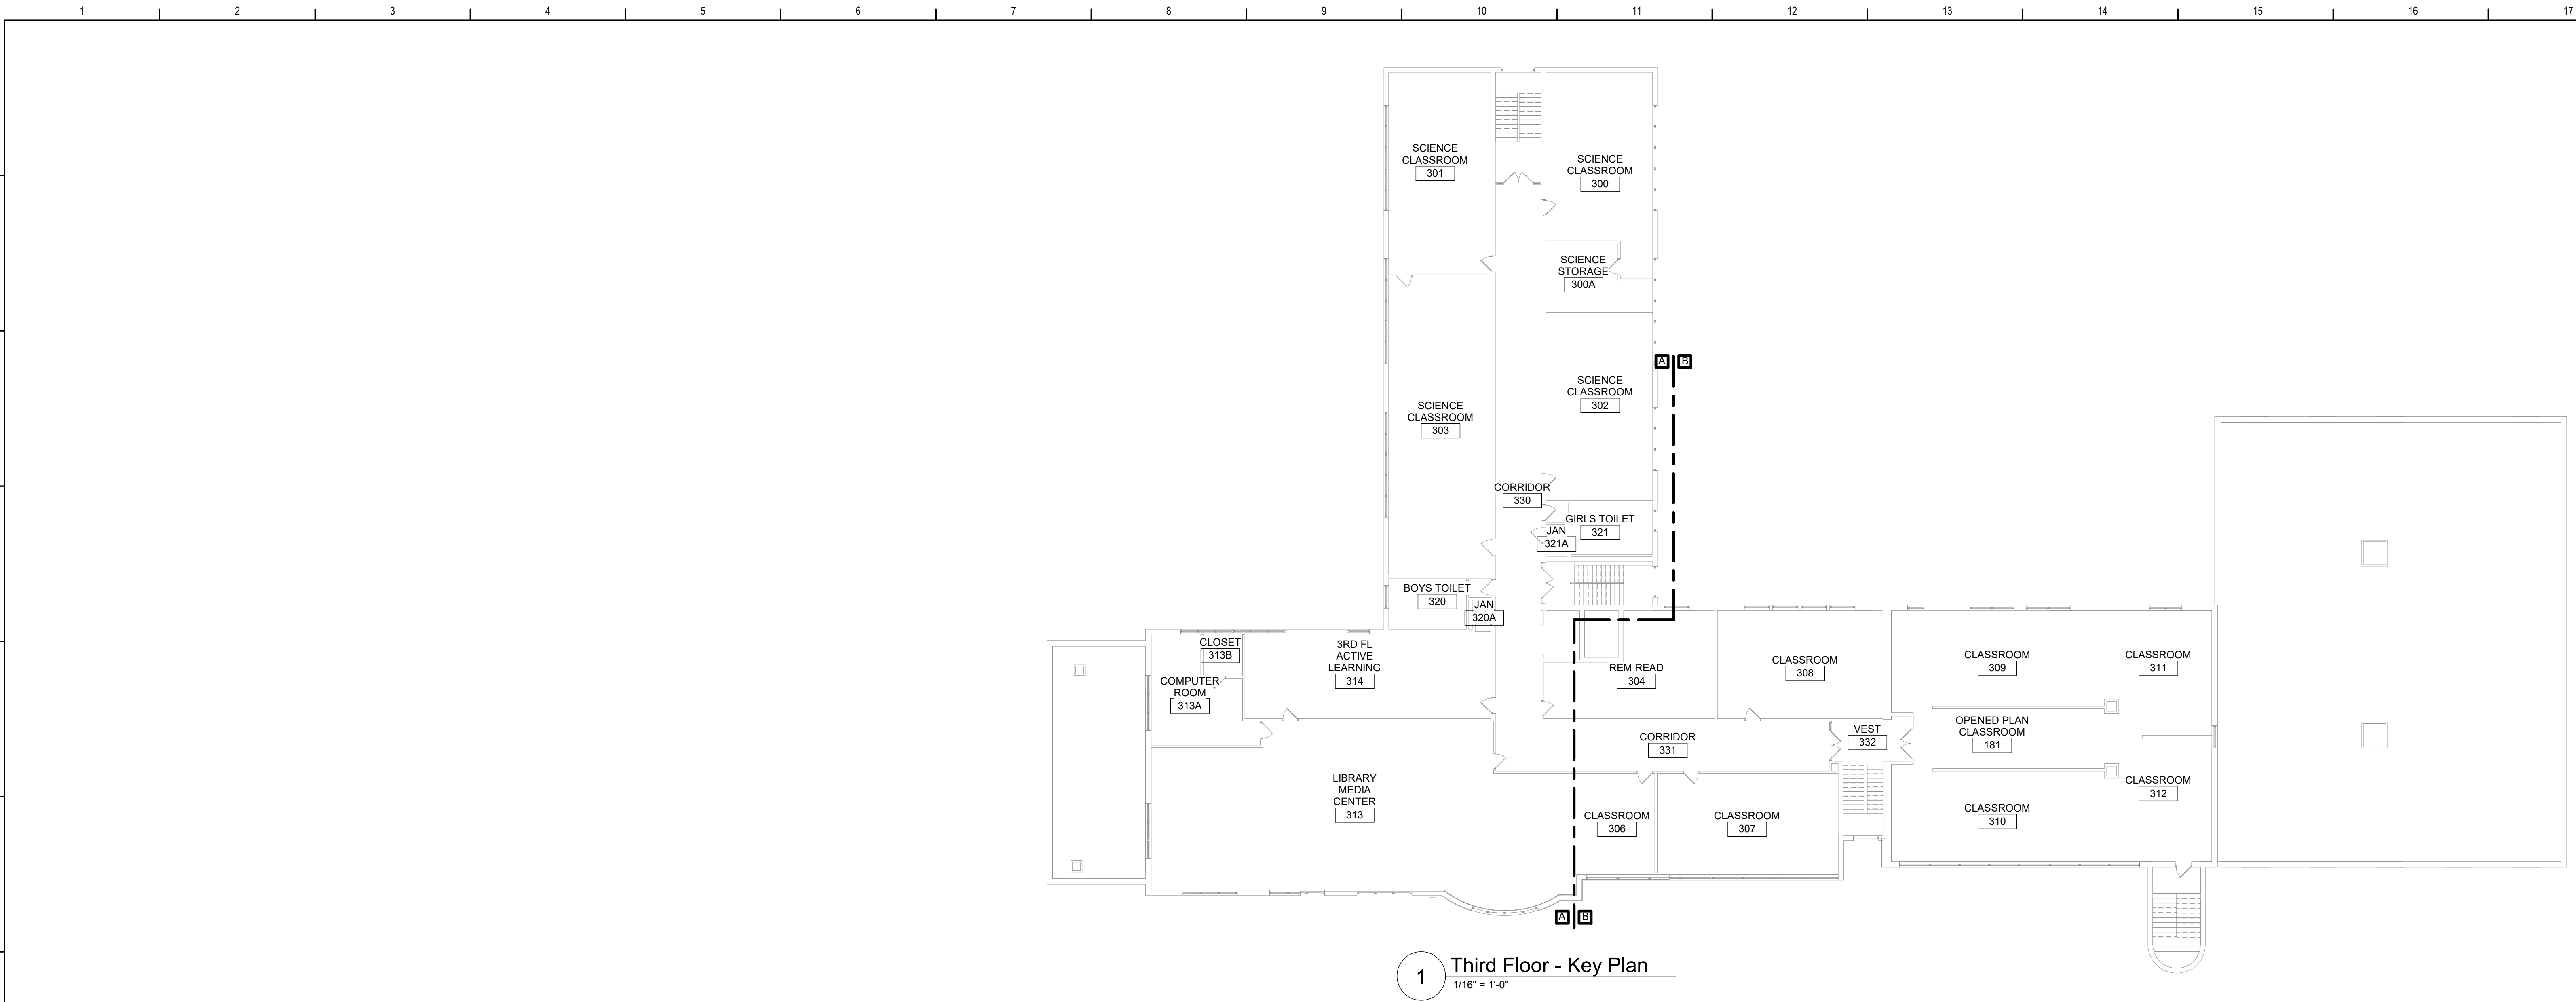 1 2 3 4 5 6 7 8 9 10 11 12 13 14 15 16 17
SCIENCE
CLASSROOM
301
SCIENCE
CLASSROOM
300
SCIENCE
STORAGE
300A
A B
SCIENCE
CLASSROOM
302
SCIENCE
CLASSROOM
303
CORRIDOR
330
GIRLS TOILET
321
JAN
321A
BOYS TOILET
320
JAN
320A
CLOSET
313B
3RD FL
ACTIVE
LEARNING
314
COMPUTER
ROOM
313A
REM READ
304
CLASSROOM
308
CLASSROOM
309
CLASSROOM
311
OPENED PLAN
CLASSROOM
181
VEST
332
CORRIDOR
331
LIBRARY
MEDIA
CENTER
313
CLASSROOM
306
CLASSROOM
307
CLASSROOM
310
CLASSROOM
312
A B
1
Third Floor - Key Plan
1/16" = 1'-0"